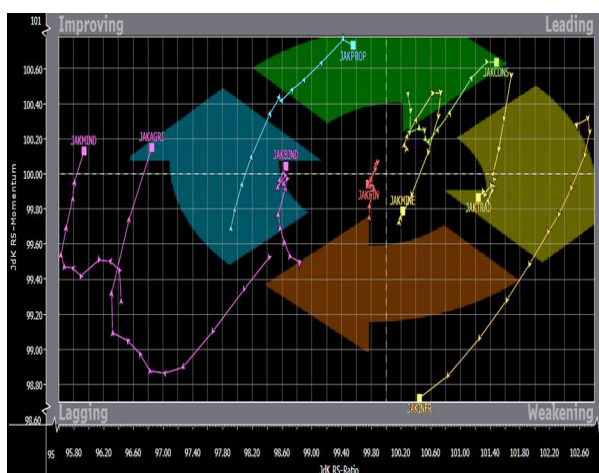 101
Improving
Leading
JAKPROP
100.60
JAKCONS
100.40
100.20
JAKMIND
JAKAGRI
JAKBIND
100.00
JAKFIN
JAKMINE
JAKTRAD
99.80
99.60
99.40
99.20
99.00
98.80
JAKINFR
Lagging
Weakening
98.60
95
95.80
96.20
96.60
97.00
97.40
97.80
98.20
98.60
99.00
99.40
99.80
100.20
100.60
101.00
101.40
101.80
102.20
102.60
JdK RS-Momentum
JdK RS-Ratio